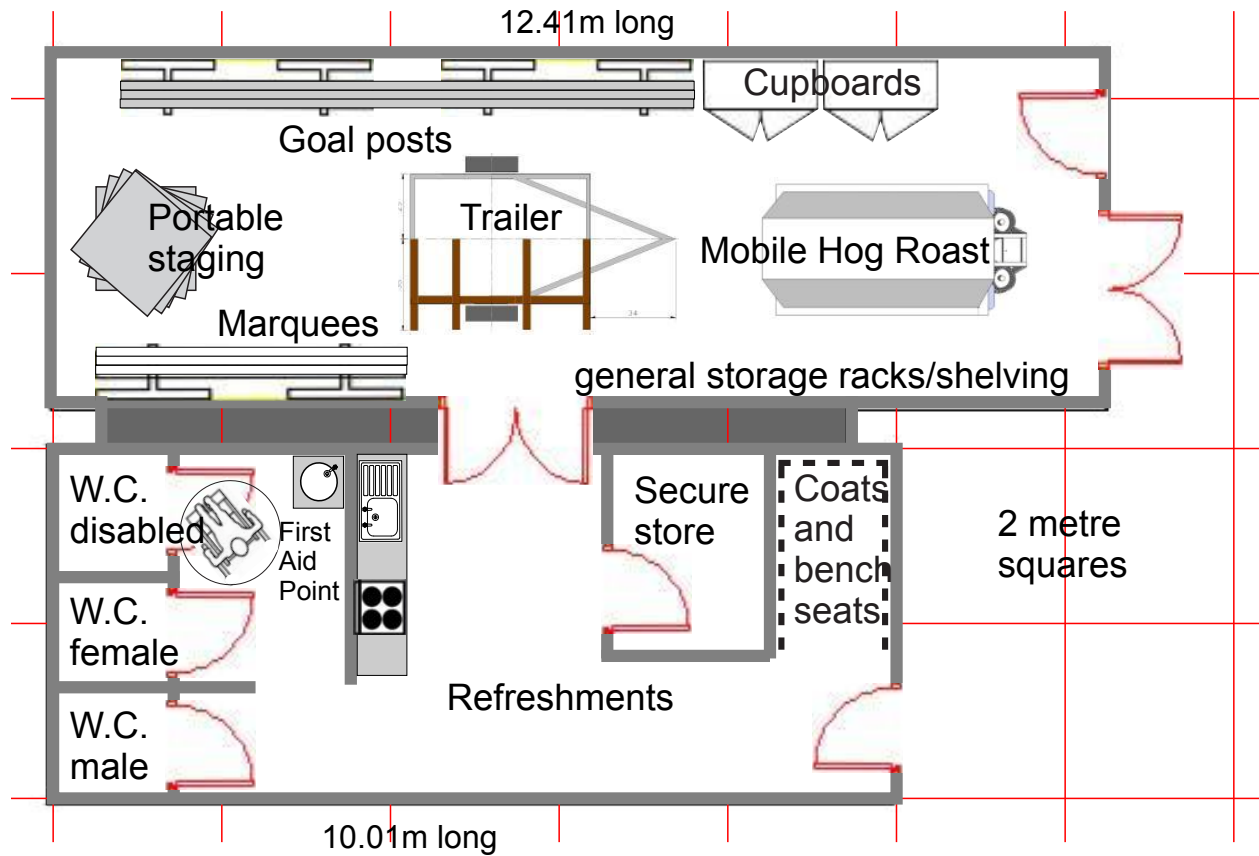 12.41m long
Cupboards
Goal posts
Portable
staging
Trailer
Mobile Hog Roast
34
Marquees
general storage racks/shelving
W.C.
disabled
First
Aid
Point
Secure
store
Coats
and
bench
seats
2 metre
squares
W.C.
female
Refreshments
W.C.
male
10.01m long